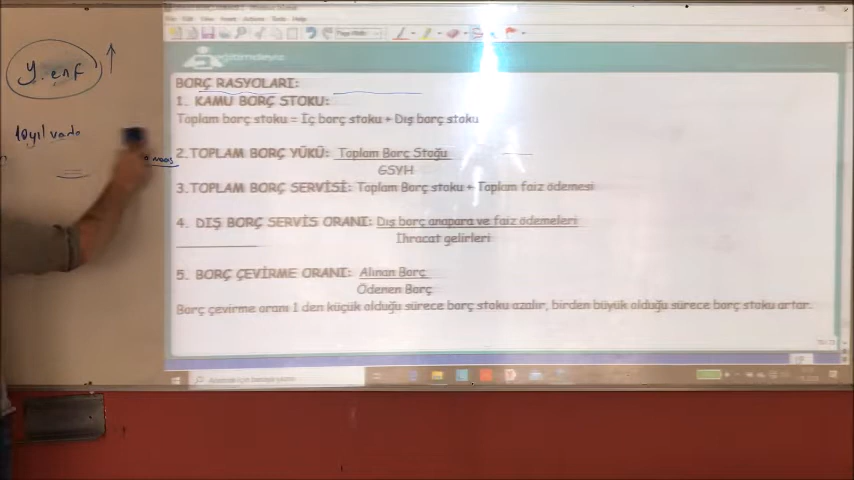 y. enf
10 yıl vade
BORÇ RASYOLARI:
1. KAMU BORÇ STOKU:
Toplam borç stoku = İç borç stoku + Dış borç stoku
2.TOPLAM BORÇ YÜKÜ: Toplam Borç Stoğu
GSYH
3.TOPLAM BORÇ SERVİSİ: Toplam Borç stoku + Toplam faiz ödemesi
4. DIŞ BORÇ SERVİS ORANI: Dış borç anapara ve faiz ödemeleri
İhracat gelirleri
5. BORÇ ÇEVİRME ORANI: Alınan Borç
Ödenen Borç
Borç çevirme oranı 1 den küçük olduğu sürece borç stoku azalır, birden büyük olduğu sürece borç stoku artar.